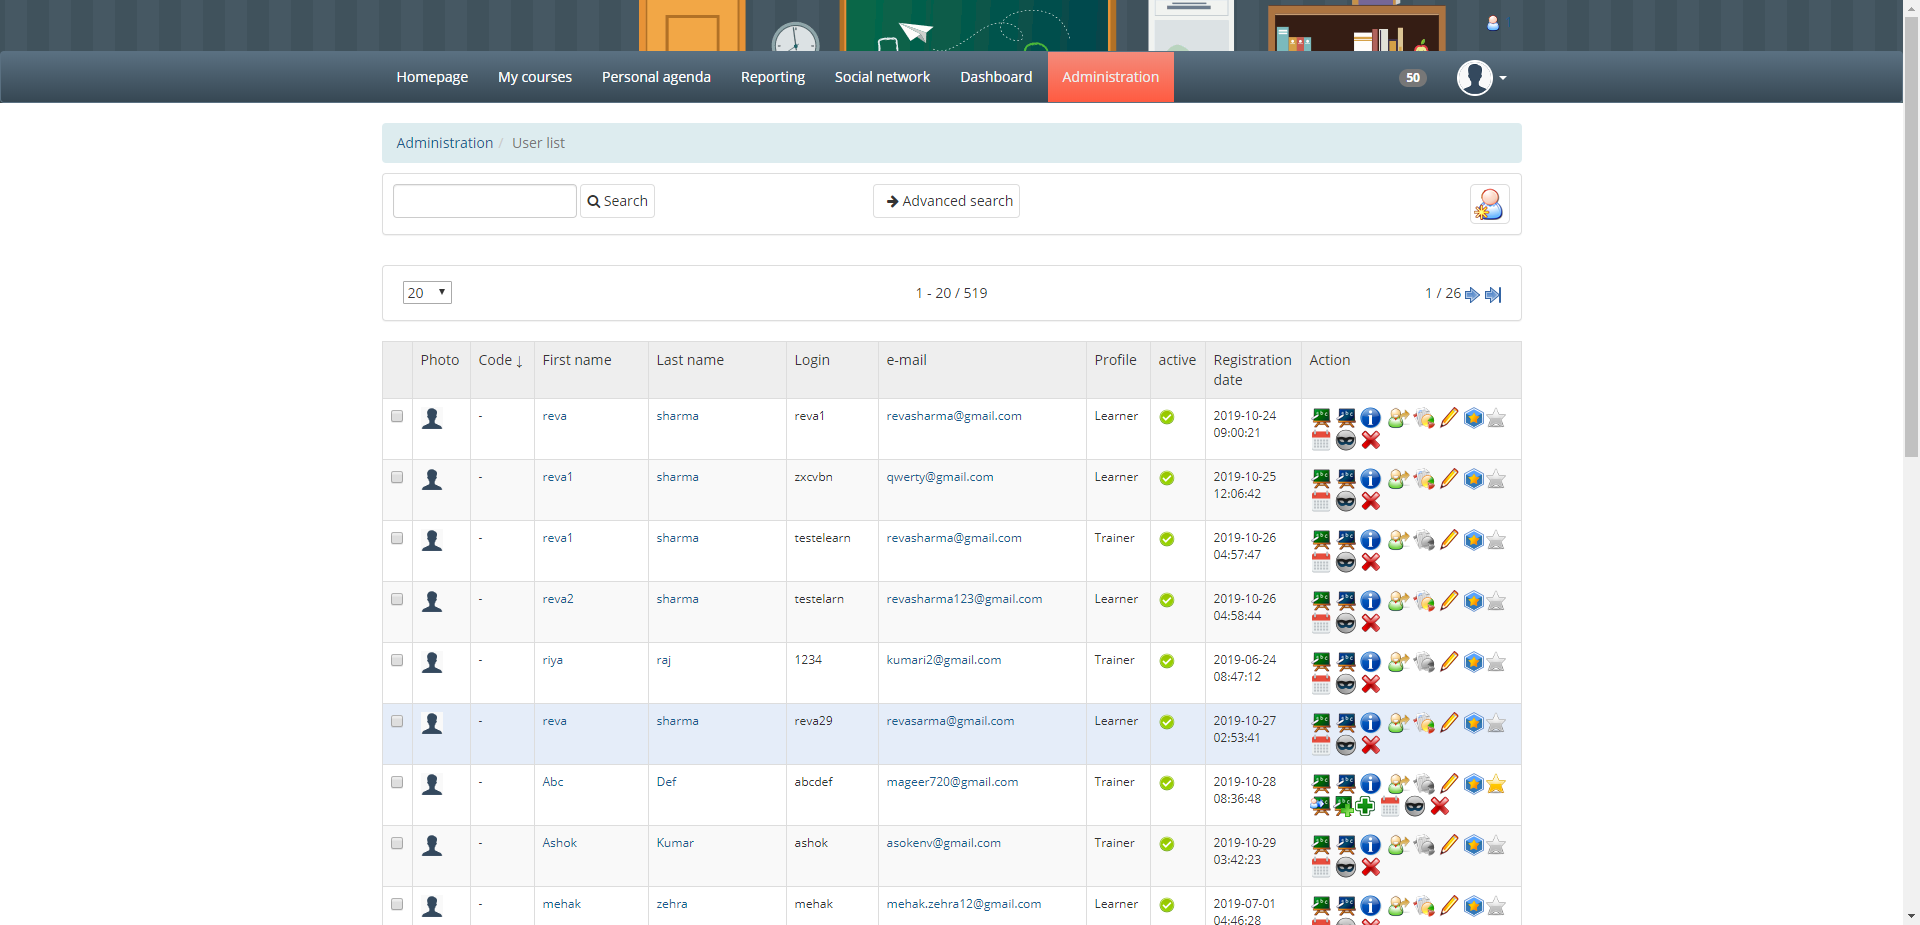 Homepage My courses Personal agenda Reporting Social network Dashboard Administration 50
Administration / User list
Search Advanced search
20 1 - 20 / 519 1 / 26
Photo Code ↓ First name Last name Login e-mail Profile active Registration date Action
- reva sharma reva1 revasharma@gmail.com Learner 2019-10-24 09:00:21
- reva1 sharma zxcvbn qwerty@gmail.com Learner 2019-10-25 12:06:42
- reva1 sharma testelearn revasharma@gmail.com Trainer 2019-10-26 04:57:47
- reva2 sharma testelarn revasharma123@gmail.com Learner 2019-10-26 04:58:44
- riya raj 1234 kumari2@gmail.com Trainer 2019-06-24 08:47:12
- reva sharma reva29 revasarma@gmail.com Learner 2019-10-27 02:53:41
- Abc Def abcdef mageer720@gmail.com Trainer 2019-10-28 08:36:48
- Ashok Kumar ashok asokenv@gmail.com Trainer 2019-10-29 03:42:23
- mehak zehra mehak mehak.zehra12@gmail.com Learner 2019-07-01 04:46:28